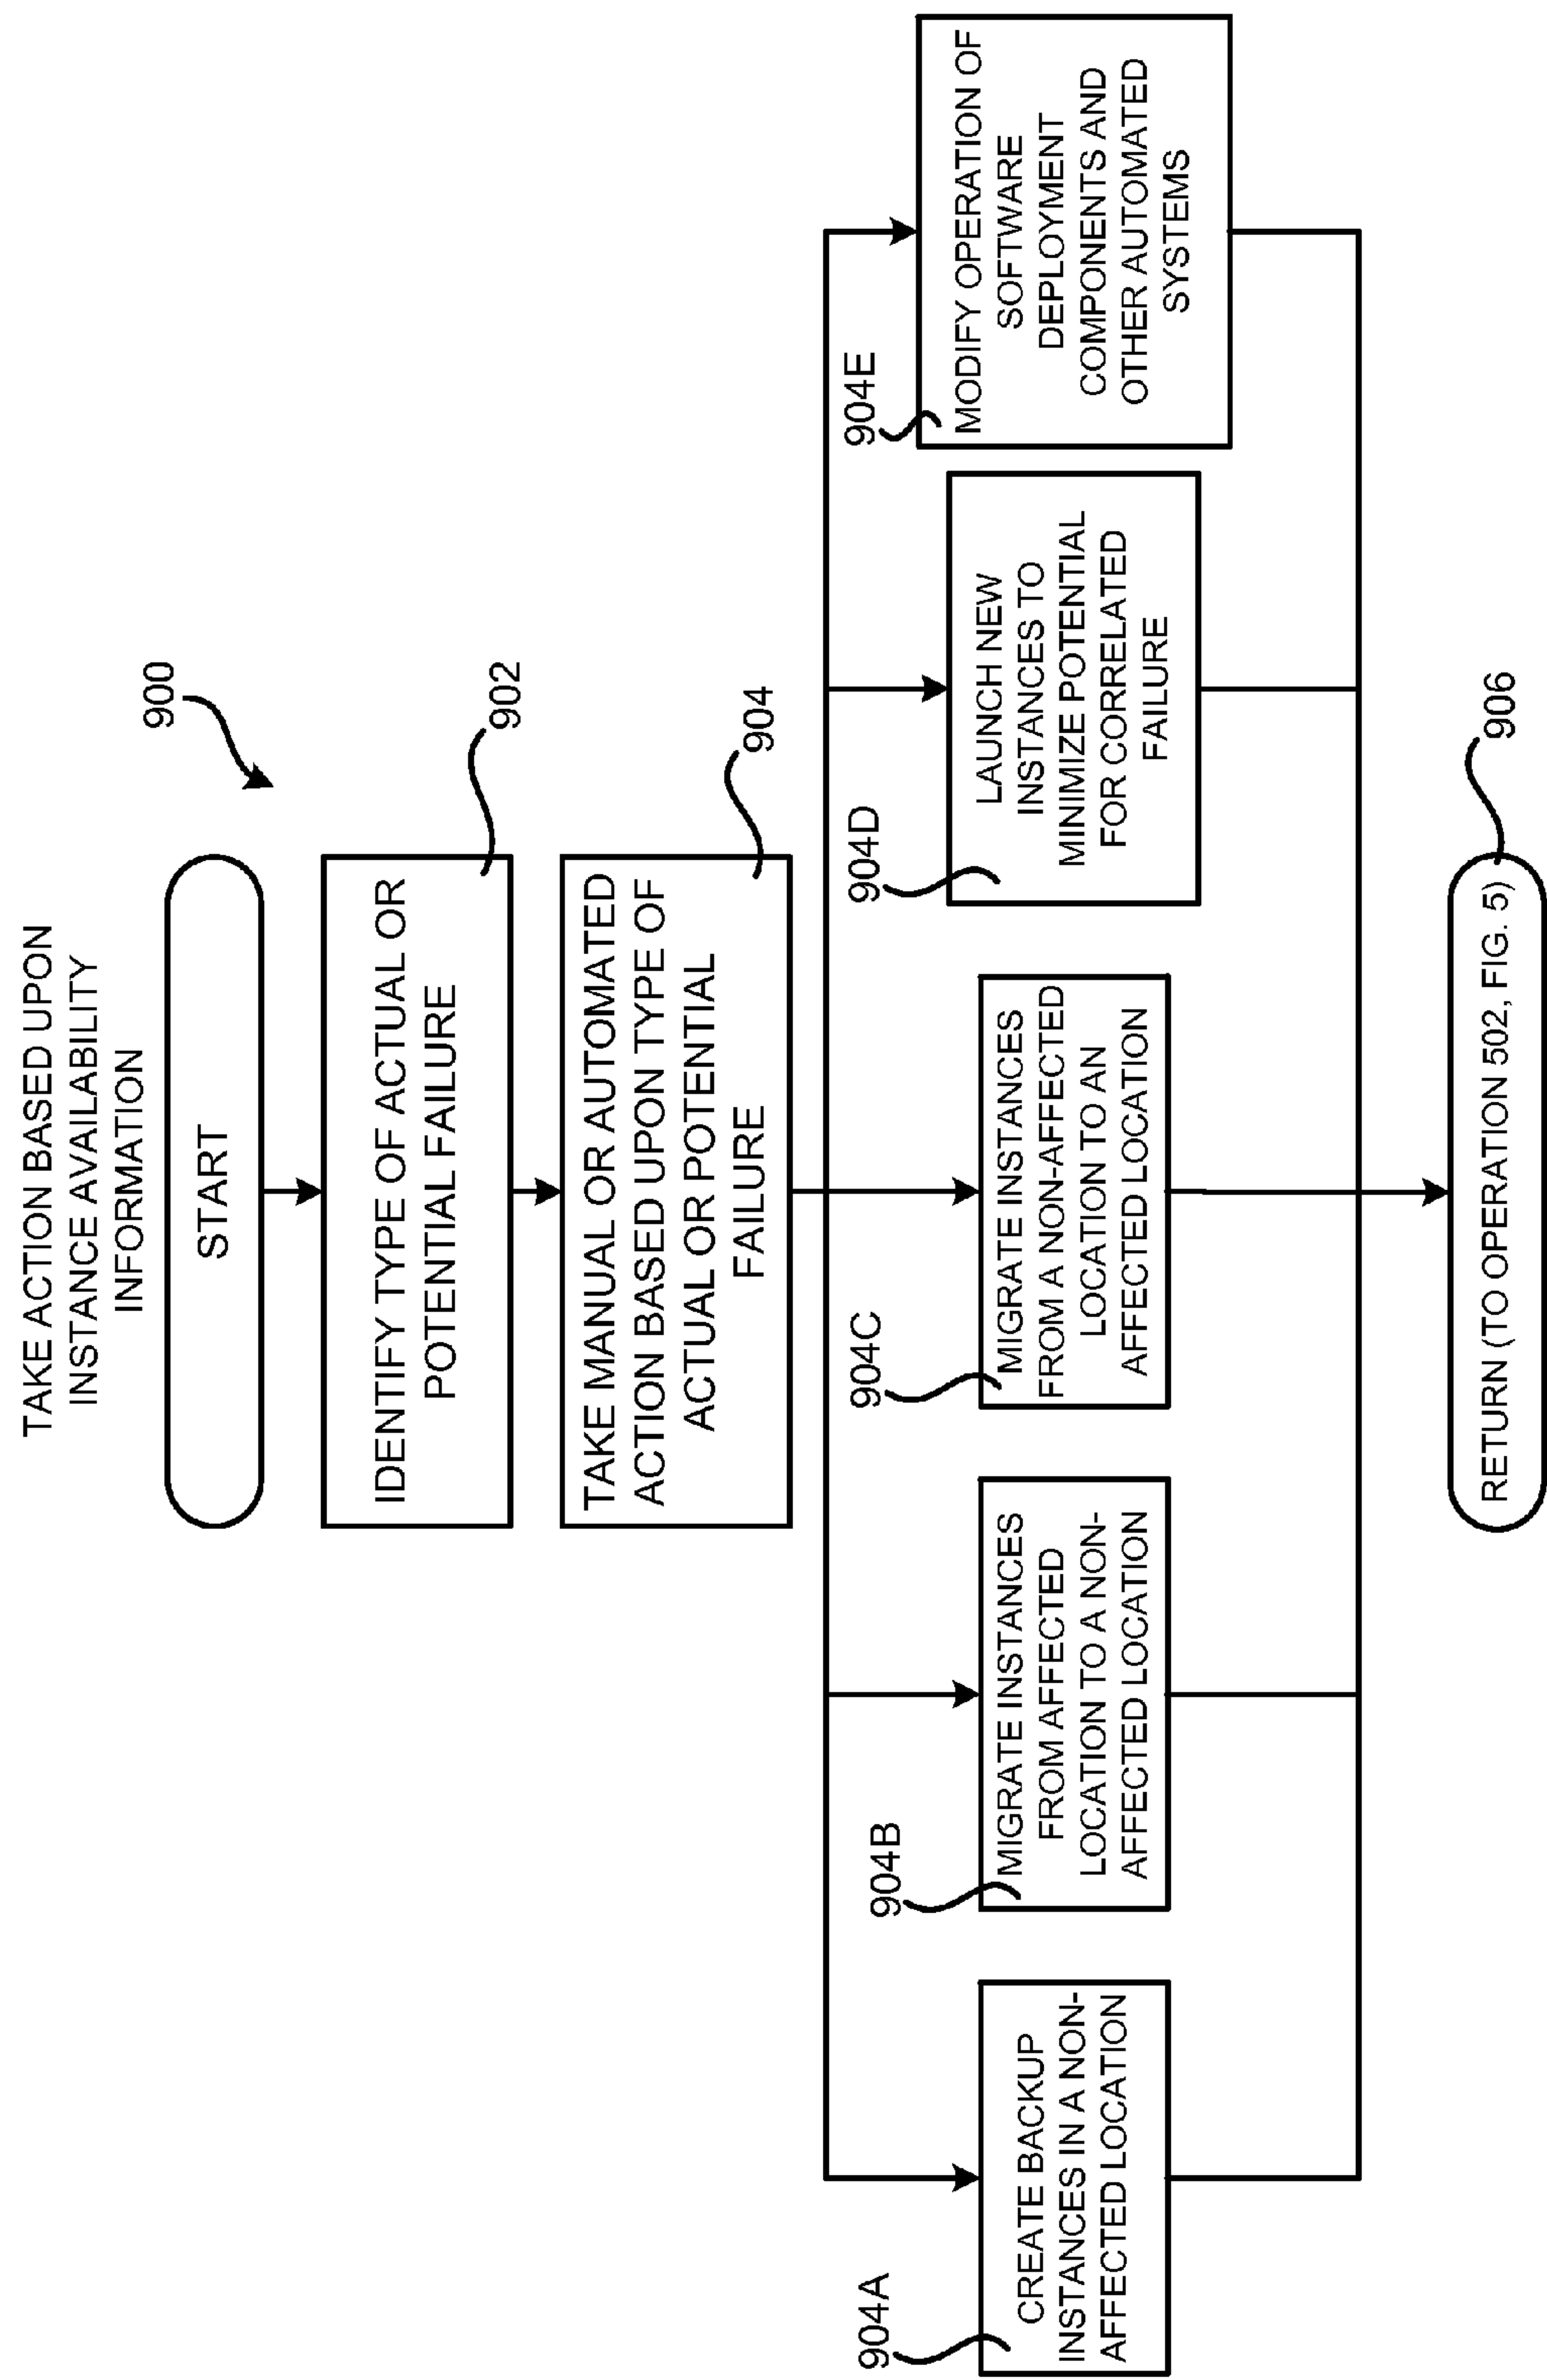 TAKE ACTION BASED UPON
INSTANCE AVAILABILITY
INFORMATION
900
START
IDENTIFY TYPE OF ACTUAL OR
POTENTIAL FAILURE
902
TAKE MANUAL OR AUTOMATED
ACTION BASED UPON TYPE OF
ACTUAL OR POTENTIAL
FAILURE
904
904A
CREATE BACKUP
INSTANCES IN A NON-
AFFECTED LOCATION
904B
MIGRATE INSTANCES
FROM AFFECTED
LOCATION TO A NON-
AFFECTED LOCATION
904C
MIGRATE INSTANCES
FROM A NON-AFFECTED
LOCATION TO AN
AFFECTED LOCATION
904D
LAUNCH NEW
INSTANCES TO
MINIMIZE POTENTIAL
FOR CORRELATED
FAILURE
904E
MODIFY OPERATION OF
SOFTWARE
DEPLOYMENT
COMPONENTS AND
OTHER AUTOMATED
SYSTEMS
906
RETURN (TO OPERATION 502, FIG. 5)